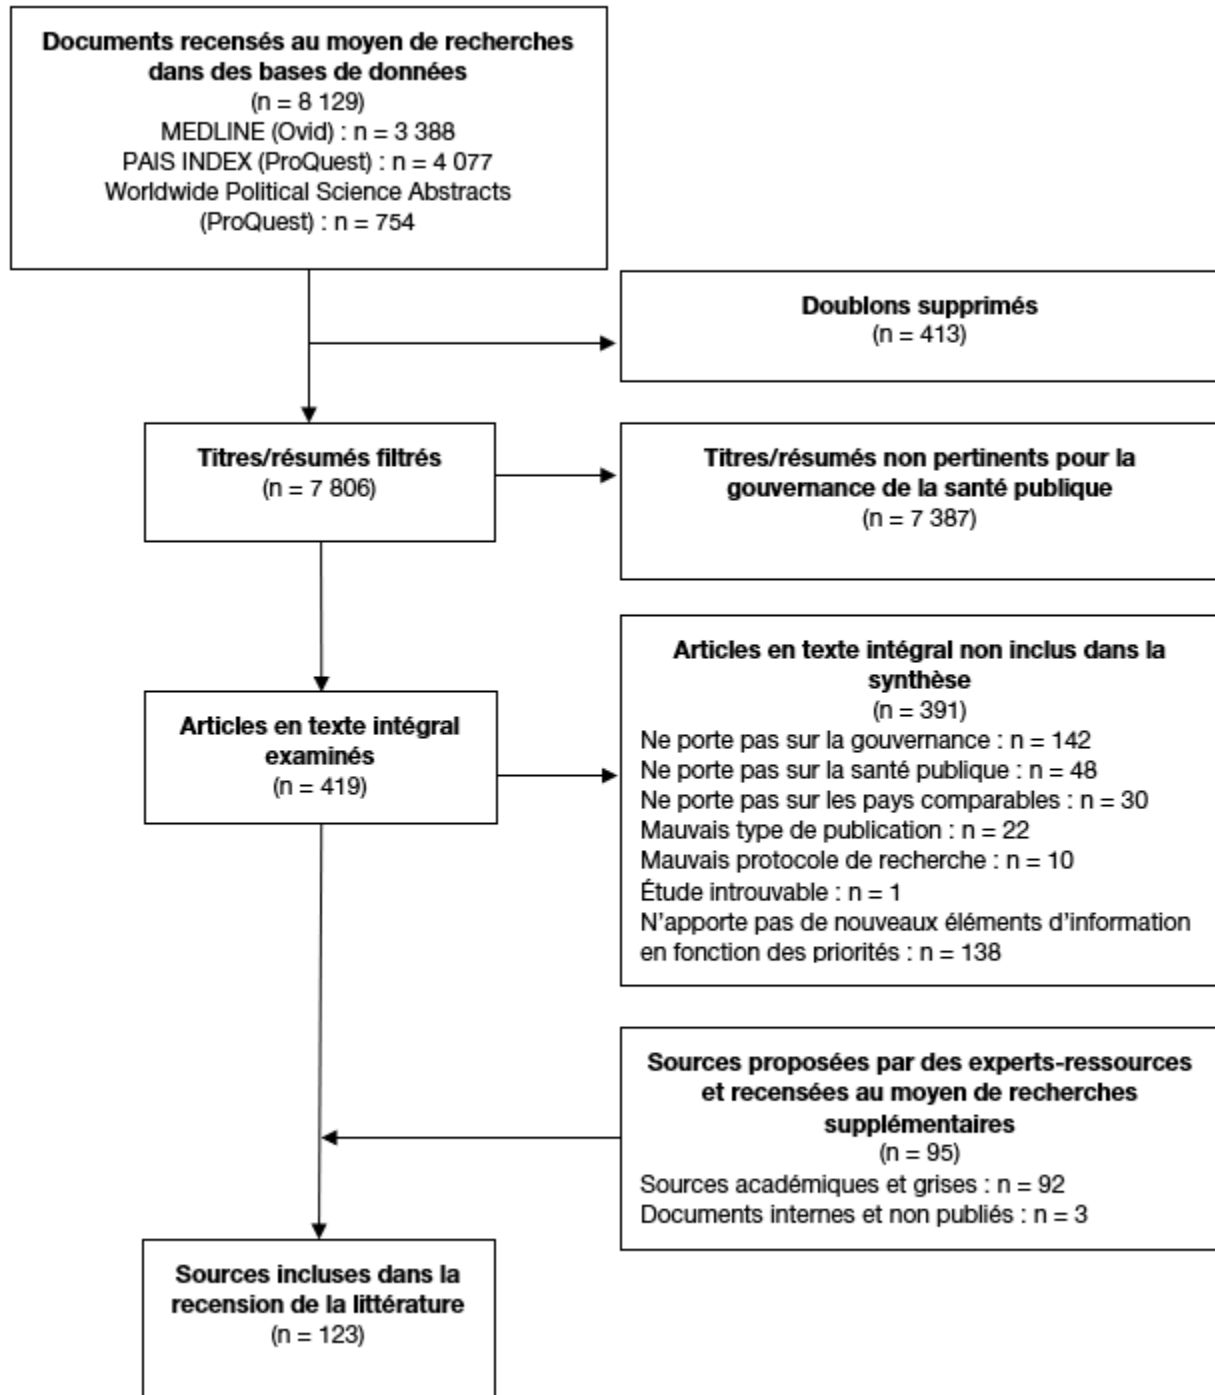 Documents recensés au moyen de recherches
dans des bases de données
(n = 8 129)
MEDLINE (Ovid) : n = 3 388
PAIS INDEX (ProQuest) : n = 4 077
Worldwide Political Science Abstracts
(ProQuest) : n = 754
Doublons supprimés
(n = 413)
Titres/résumés filtrés
(n = 7 806)
Titres/résumés non pertinents pour la
gouvernance de la santé publique
(n = 7 387)
Articles en texte intégral
examinés
(n = 419)
Articles en texte intégral non inclus dans la
synthèse
(n = 391)
Ne porte pas sur la gouvernance : n = 142
Ne porte pas sur la santé publique : n = 48
Ne porte pas sur les pays comparables : n = 30
Mauvais type de publication : n = 22
Mauvais protocole de recherche : n = 10
Étude introuvable : n = 1
N'apporte pas de nouveaux éléments d'information
en fonction des priorités : n = 138
Sources proposées par des experts-ressources
et recensées au moyen de recherches
supplémentaires
(n = 95)
Sources académiques et grises : n = 92
Documents internes et non publiés : n = 3
Sources incluses dans la
recension de la littérature
(n = 123)